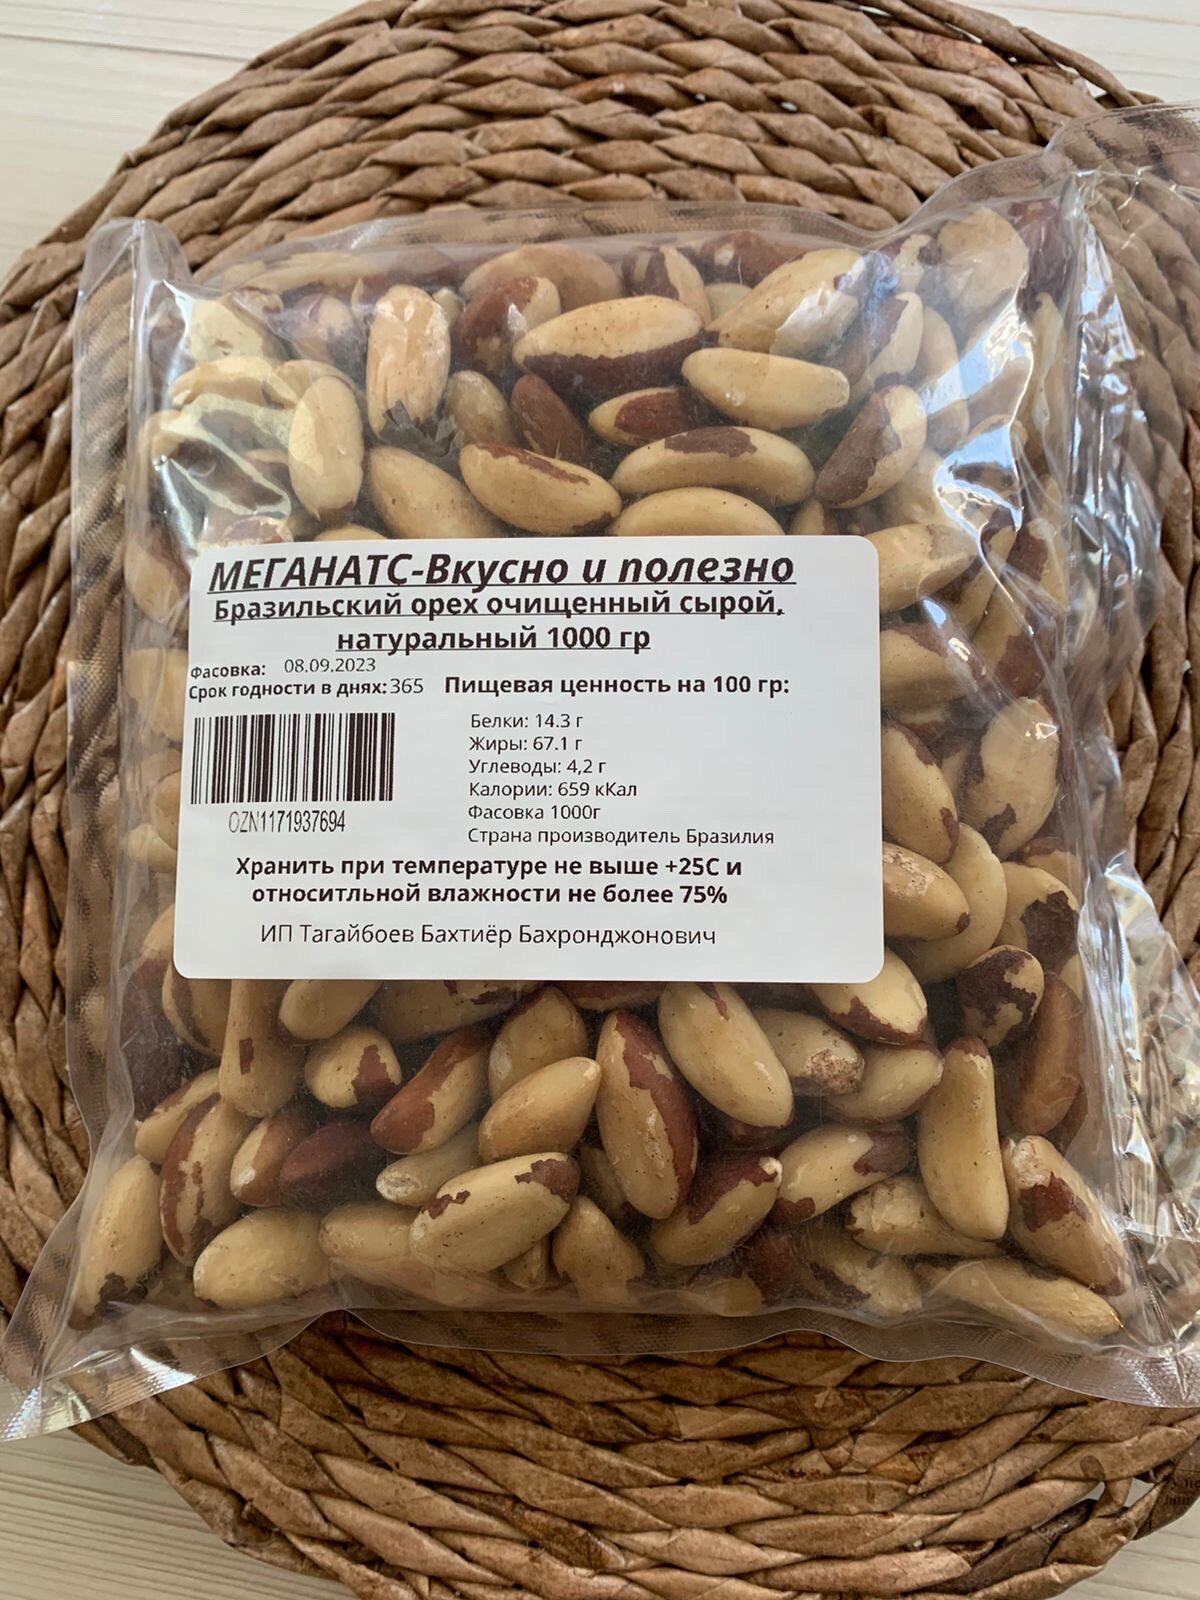 МЕГАНАТС-Вкусно и полезно
Бразильский орех очищенный сырой,
натуральный 1000 гр
Фасовка: 08.09.2023
Срок годности в днях: 365
Пищевая ценность на 100 гр:
Белки: 14.3 г
Жиры: 67.1 г
Углеводы: 4,2 г
Калории: 659 кКал
Фасовка 1000г
Страна производитель Бразилия
OZN1171937694
Хранить при температуре не выше +25С и
относитльной влажности не более 75%
ИП Тагайбоев Бахтиёр Бахронджонович